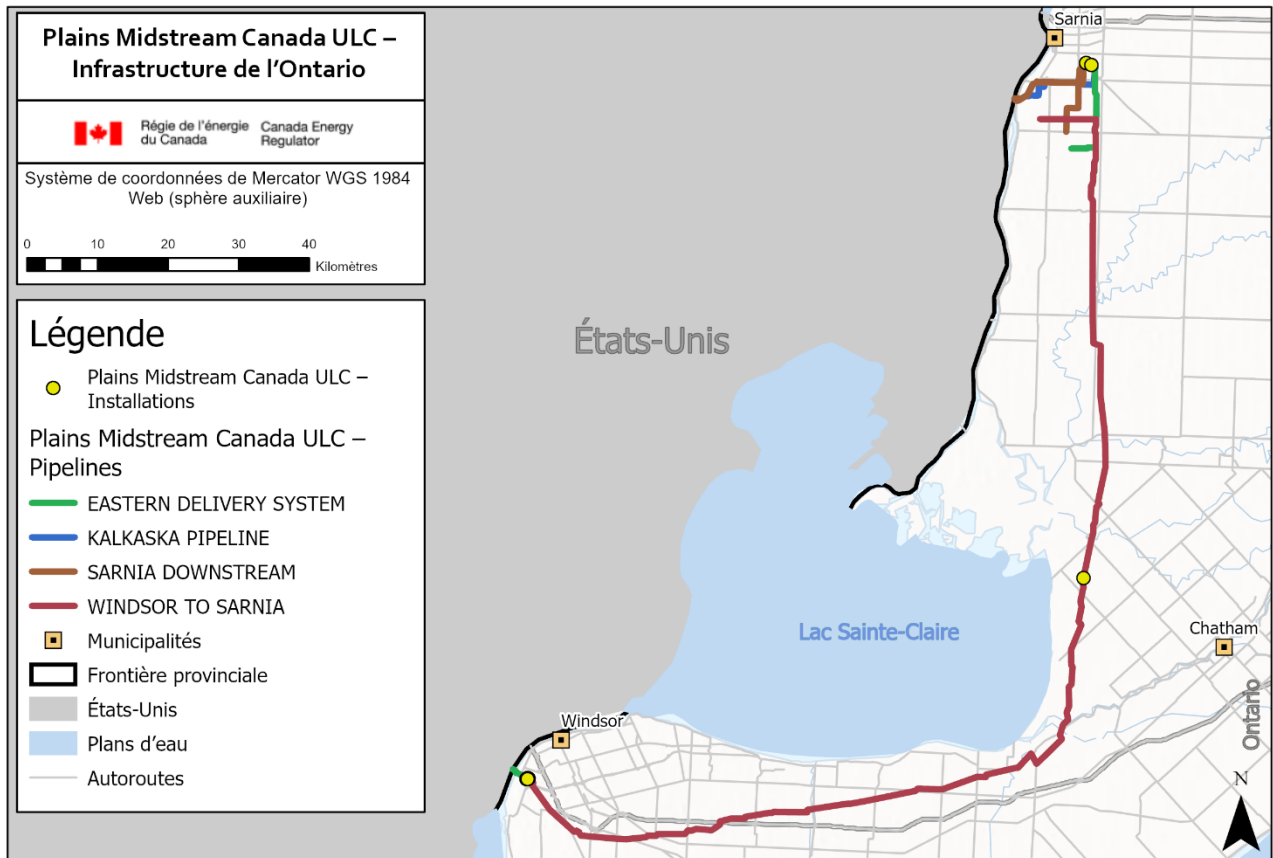 Plains Midstream Canada ULC –
Infrastructure de l'Ontario
Régie de l'énergie
du Canada
Canada Energy
Regulator
Système de coordonnées de Mercator WGS 1984
Web (sphère auxiliaire)
0 10 20 30 40
Kilomètres
Légende
Plains Midstream Canada ULC –
Installations
Plains Midstream Canada ULC –
Pipelines
EASTERN DELIVERY SYSTEM
KALKASKA PIPELINE
SARNIA DOWNSTREAM
WINDSOR TO SARNIA
Municipalités
Frontière provinciale
États-Unis
Plans d'eau
Autoroutes
Sarnia
États-Unis
Lac Sainte-Claire
Chatham
Ontario
Windsor
N